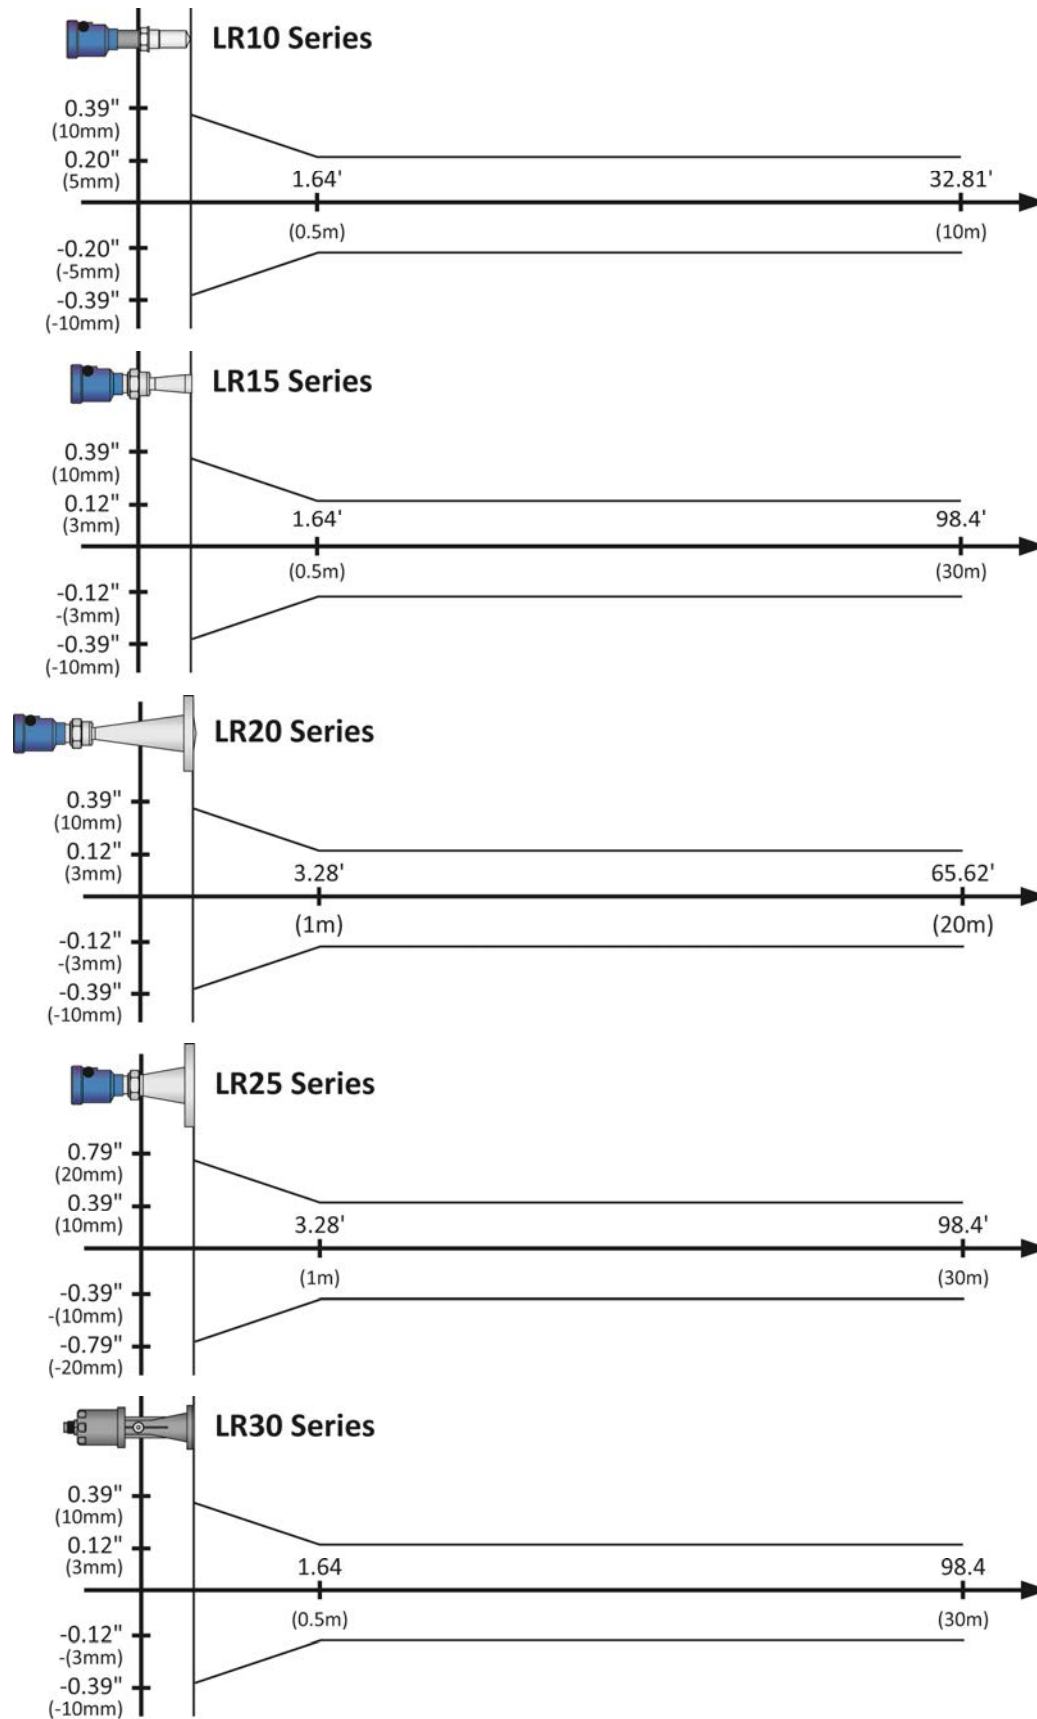 LR10 Series
0.39"
(10mm)
0.20"
(5mm)
1.64'
32.81'
(0.5m)
(10m)
-0.20"
(-5mm)
-0.39"
(-10mm)
LR15 Series
0.39"
(10mm)
0.12"
(3mm)
1.64'
98.4'
(0.5m)
(30m)
-0.12"
-(3mm)
-0.39"
(-10mm)
LR20 Series
0.39"
(10mm)
0.12"
(3mm)
3.28'
65.62'
(1m)
(20m)
-0.12"
-(3mm)
-0.39"
(-10mm)
LR25 Series
0.79"
(20mm)
0.39"
(10mm)
3.28'
98.4'
(1m)
(30m)
-0.39"
-(10mm)
-0.79"
(-20mm)
LR30 Series
0.39"
(10mm)
0.12"
(3mm)
1.64
98.4
(0.5m)
(30m)
-0.12"
-(3mm)
-0.39"
(-10mm)